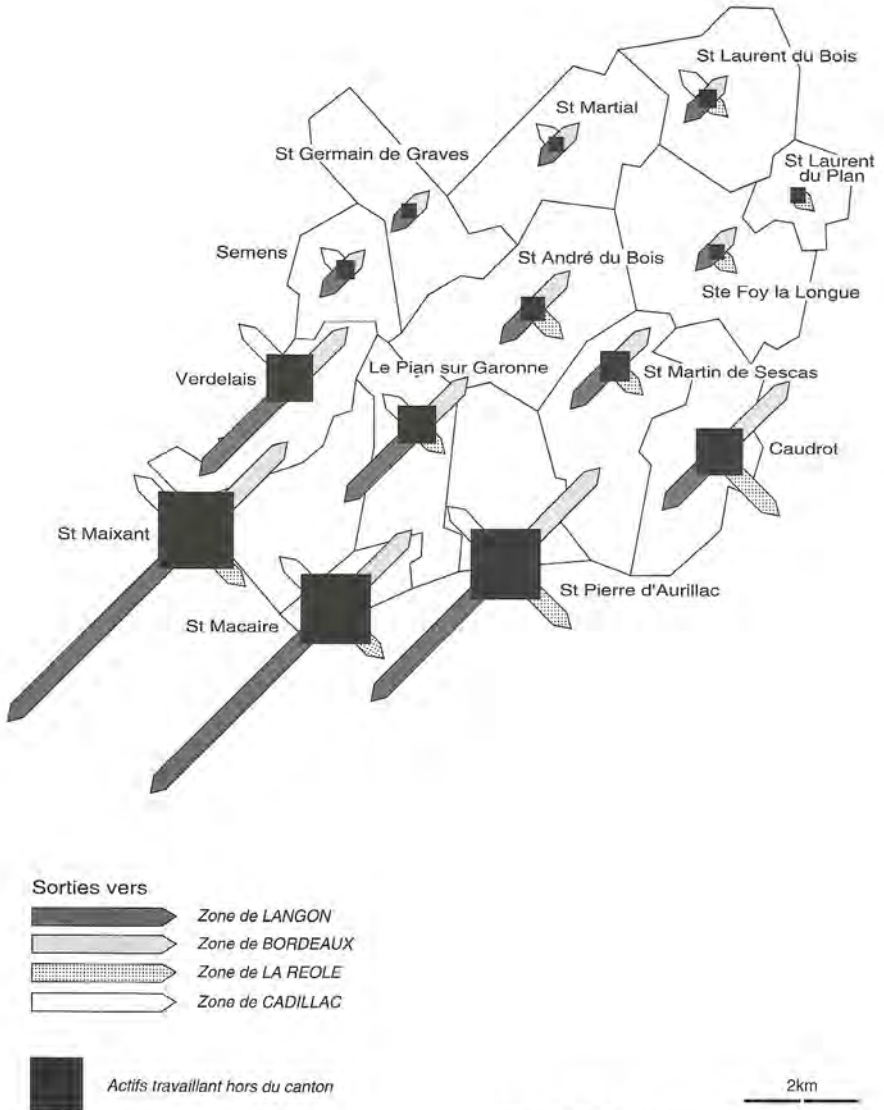 St Laurent du Bois
St Martial
St Germain de Graves
St Laurent
du Plan
Semens
St André du Bois
Ste Foy la Longue
Verdelais
Le Pian sur Garonne
St Martin de Sescas
Caudrot
St Maixant
St Pierre d'Aurillac
St Macaire
Sorties vers
Zone de LANGON
Zone de BORDEAUX
Zone de LA REOLE
Zone de CADILLAC
Actifs travaillant hors du canton
2km